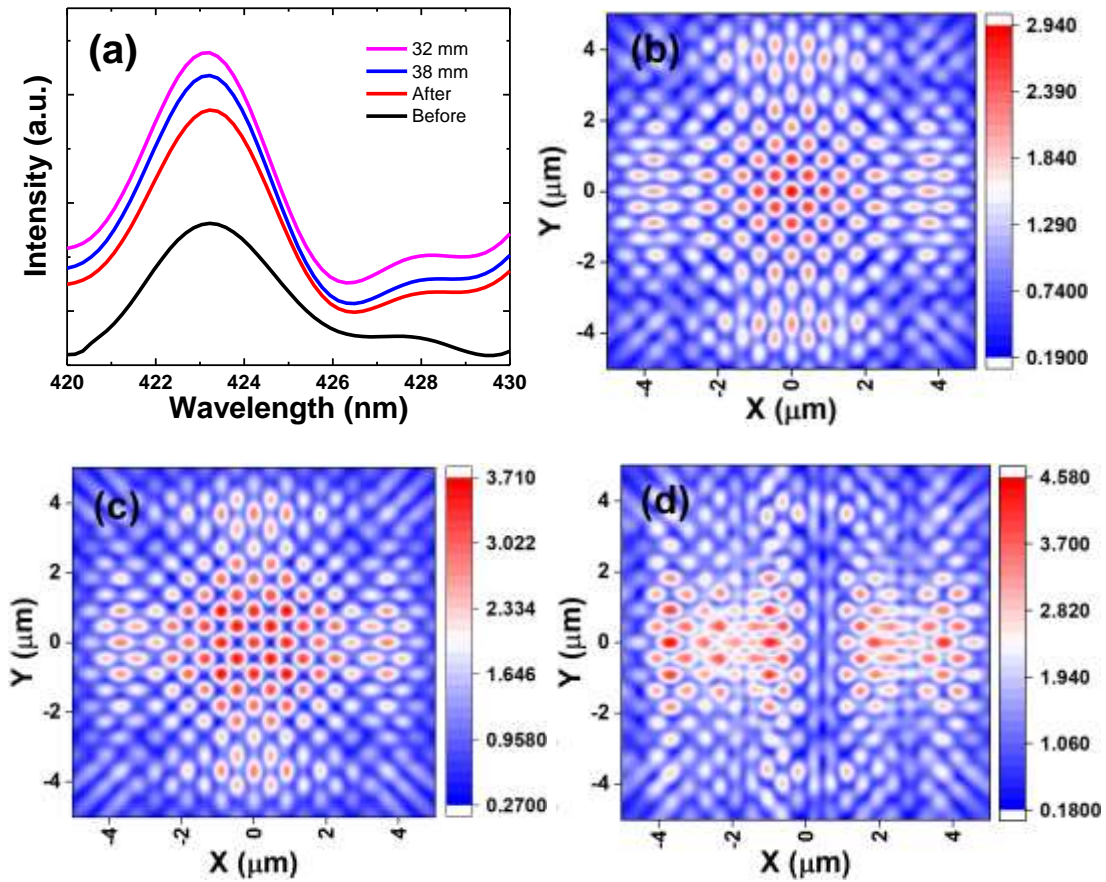 (a)
32 mm
38 mm
After
Before
Intensity (a.u.)
420 422 424 426 428 430
Wavelength (nm)
(b)
4
2
0
-2
-4
Y (μm)
-4 -2 0 2 4
X (μm)
2.940
2.390
1.840
1.290
0.7400
0.1900
(c)
4
2
0
-2
-4
Y (μm)
-4 -2 0 2 4
X (μm)
3.710
3.022
2.334
1.646
0.9580
0.2700
(d)
4
2
0
-2
-4
Y (μm)
-4 -2 0 2 4
X (μm)
4.580
3.700
2.820
1.940
1.060
0.1800